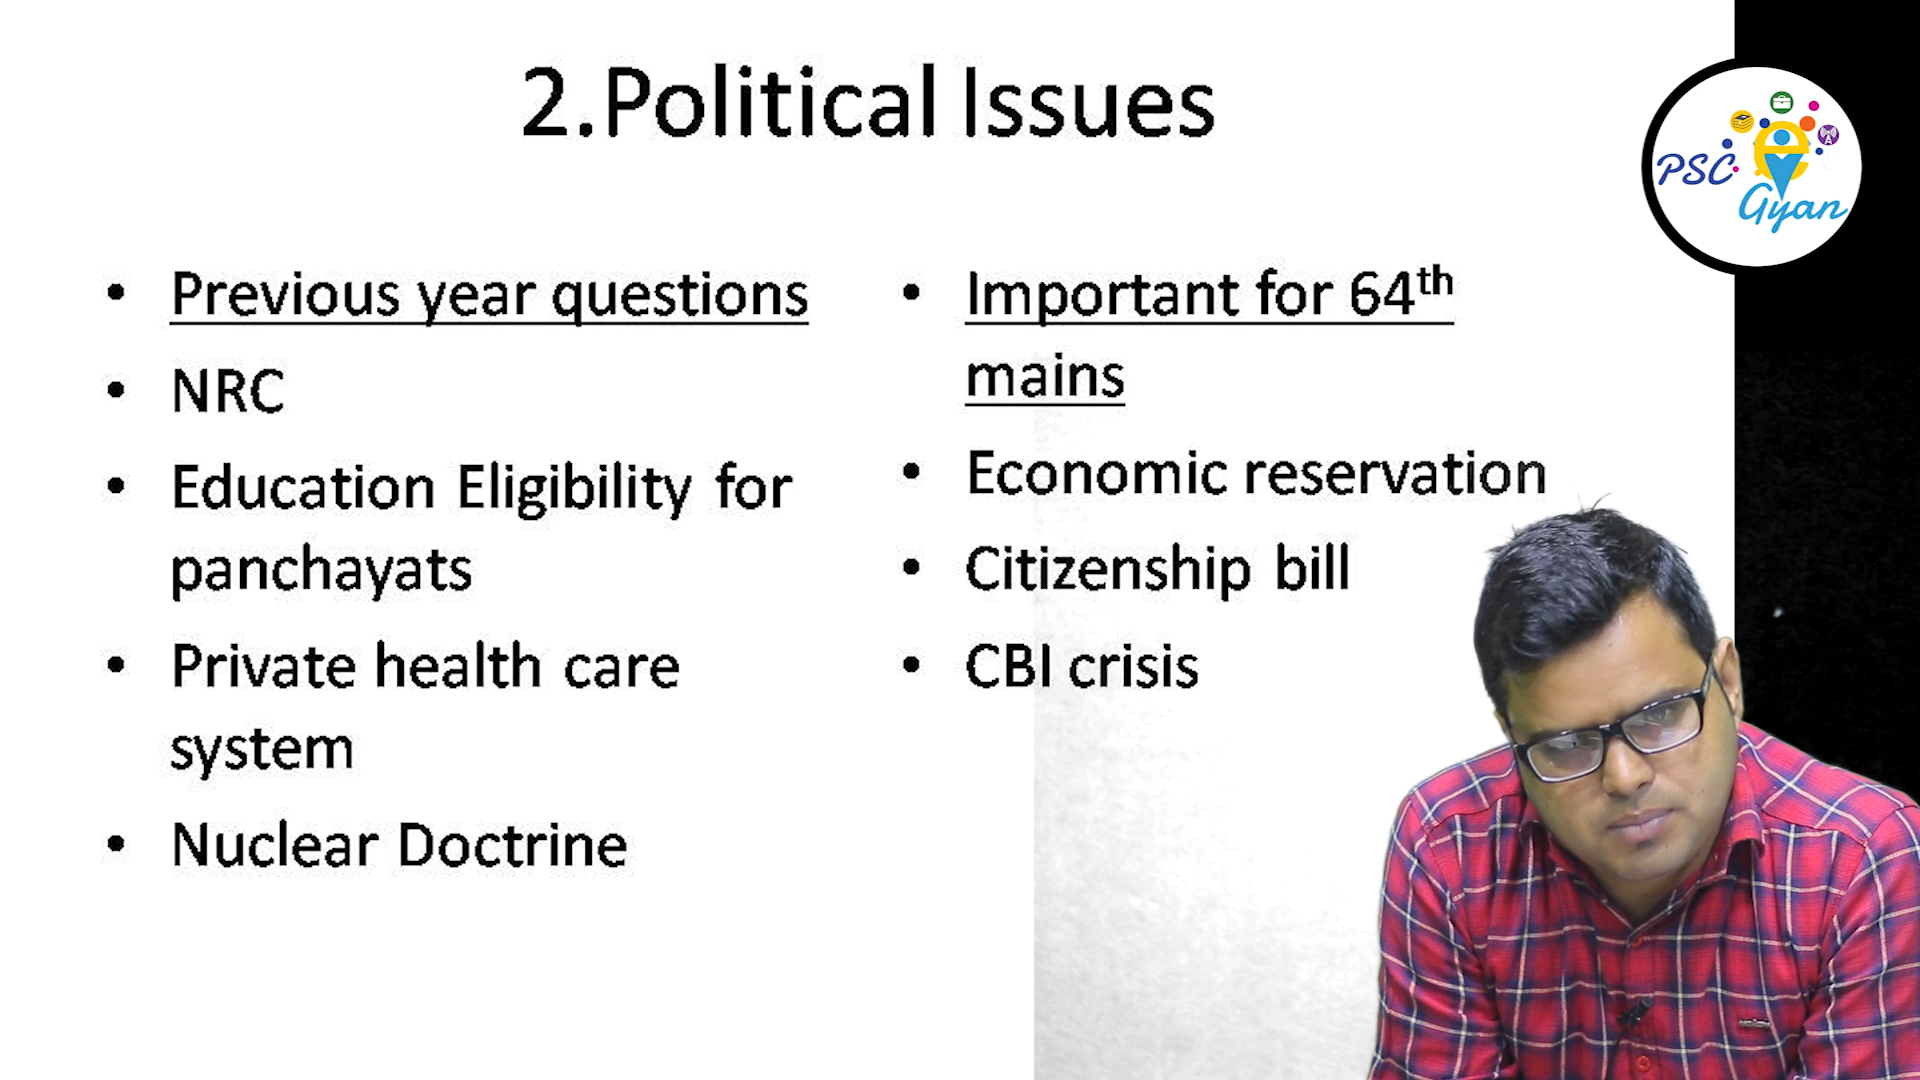 2.Political Issues
PSC
Gyan
• Previous year questions
• NRC
• Education Eligibility for
panchayats
• Private health care
system
• Nuclear Doctrine
• Important for 64th
mains
• Economic reservation
• Citizenship bill
• CBI crisis